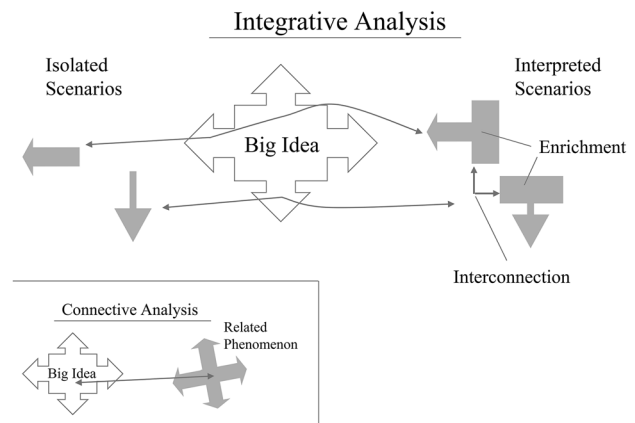 Integrative Analysis
Isolated
Scenarios
Interpreted
Scenarios
Big Idea
Enrichment
Interconnection
Connective Analysis
Related
Phenomenon
Big Idea